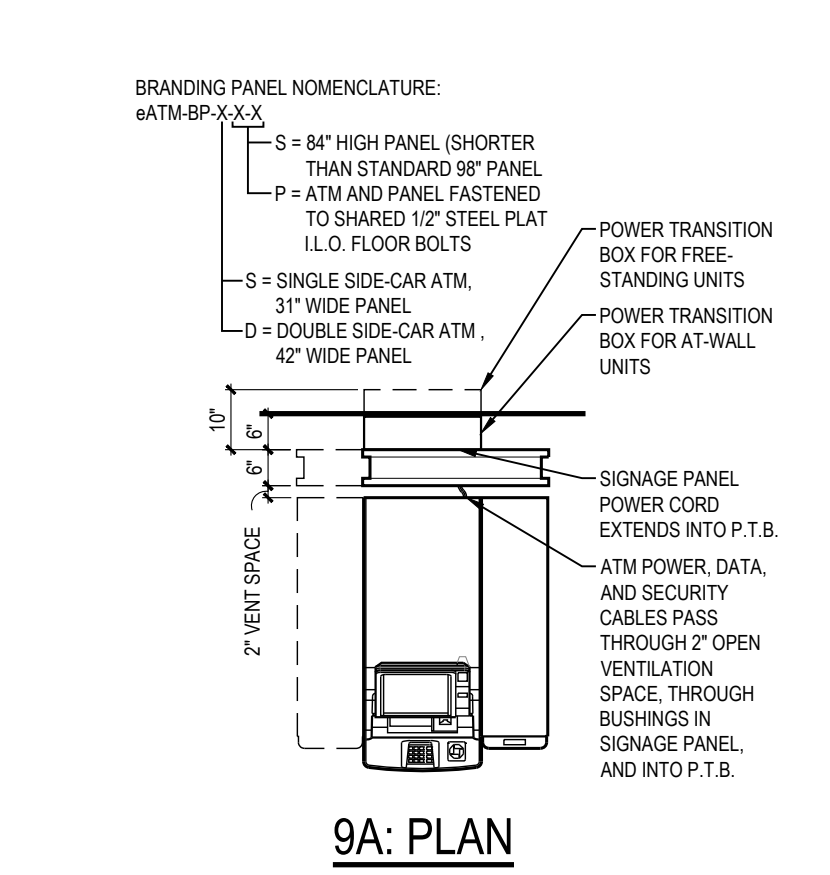 BRANDING PANEL NOMENCLATURE:
eATM-BP-X-X-X
S = 84" HIGH PANEL (SHORTER
THAN STANDARD 98" PANEL
P = ATM AND PANEL FASTENED
TO SHARED 1/2" STEEL PLAT
I.L.O. FLOOR BOLTS
S = SINGLE SIDE-CAR ATM,
31" WIDE PANEL
D = DOUBLE SIDE-CAR ATM ,
42" WIDE PANEL
POWER TRANSITION
BOX FOR FREE-
STANDING UNITS
POWER TRANSITION
BOX FOR AT-WALL
UNITS
10"
6"
6"
2" VENT SPACE
SIGNAGE PANEL
POWER CORD
EXTENDS INTO P.T.B.
ATM POWER, DATA,
AND SECURITY
CABLES PASS
THROUGH 2" OPEN
VENTILATION
SPACE, THROUGH
BUSHINGS IN
SIGNAGE PANEL,
AND INTO P.T.B.
9A: PLAN